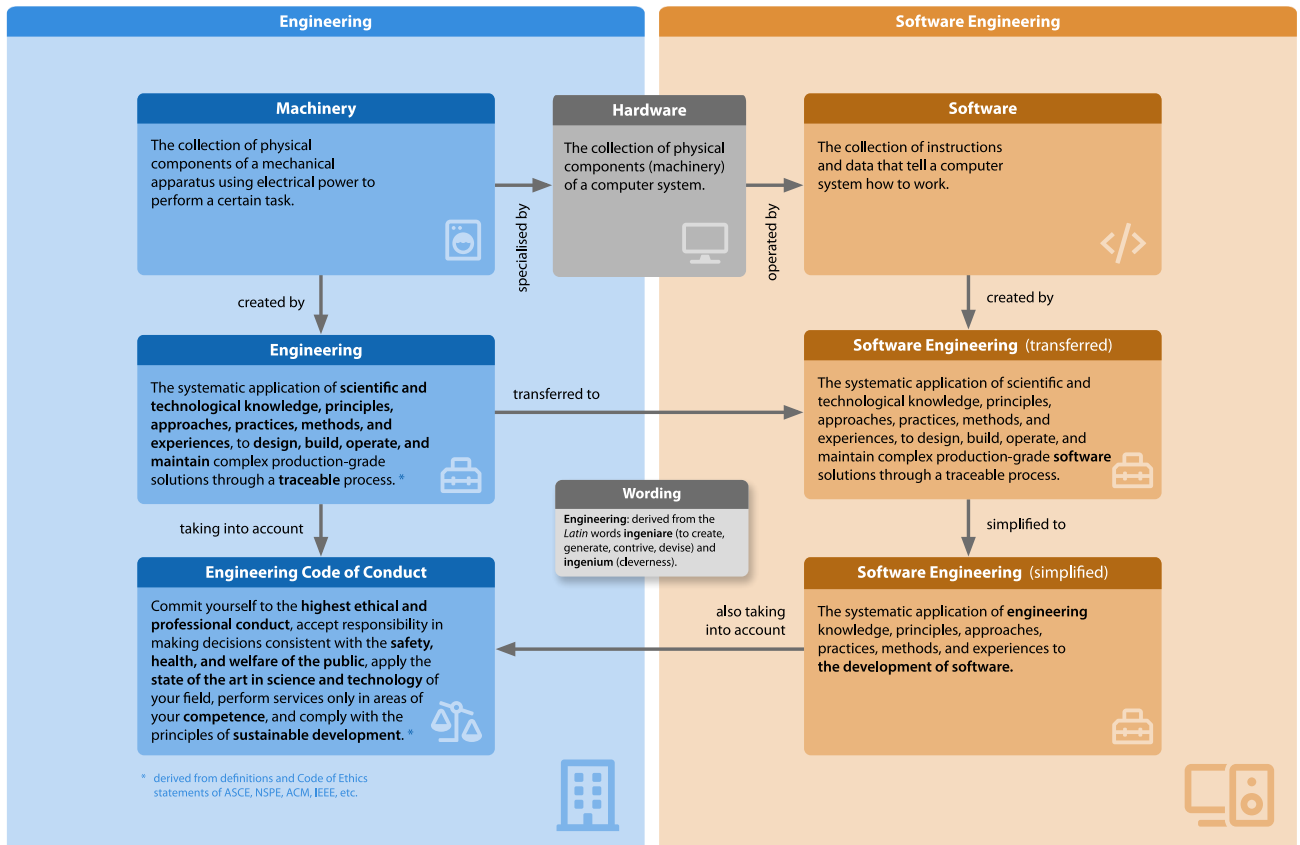 Engineering
Software Engineering
Machinery
The collection of physical
components of a mechanical
apparatus using electrical power to
perform a certain task.
specialised by
Hardware
The collection of physical
components (machinery)
of a computer system.
operated by
Software
The collection of instructions
and data that tell a computer
system how to work.
</>
created by
created by
Engineering
The systematic application of scientific and
technological knowledge, principles,
approaches, practices, methods, and
experiences, to design, build, operate, and
maintain complex production-grade
solutions through a traceable process. *
transferred to
Software Engineering (transferred)
The systematic application of scientific and
technological knowledge, principles,
approaches, practices, methods, and
experiences, to design, build, operate, and
maintain complex production-grade software
solutions through a traceable process.
Wording
Engineering: derived from the
Latin words ingeniare (to create,
generate, contrive, devise) and
ingenium (cleverness).
taking into account
simplified to
Engineering Code of Conduct
Commit yourself to the highest ethical and
professional conduct, accept responsibility in
making decisions consistent with the safety,
health, and welfare of the public, apply the
state of the art in science and technology of
your field, perform services only in areas of
your competence, and comply with the
principles of sustainable development. *
also taking
into account
Software Engineering (simplified)
The systematic application of engineering
knowledge, principles, approaches,
practices, methods, and experiences to
the development of software.
* derived from definitions and Code of Ethics
statements of ASCE, NSPE, ACM, IEEE, etc.